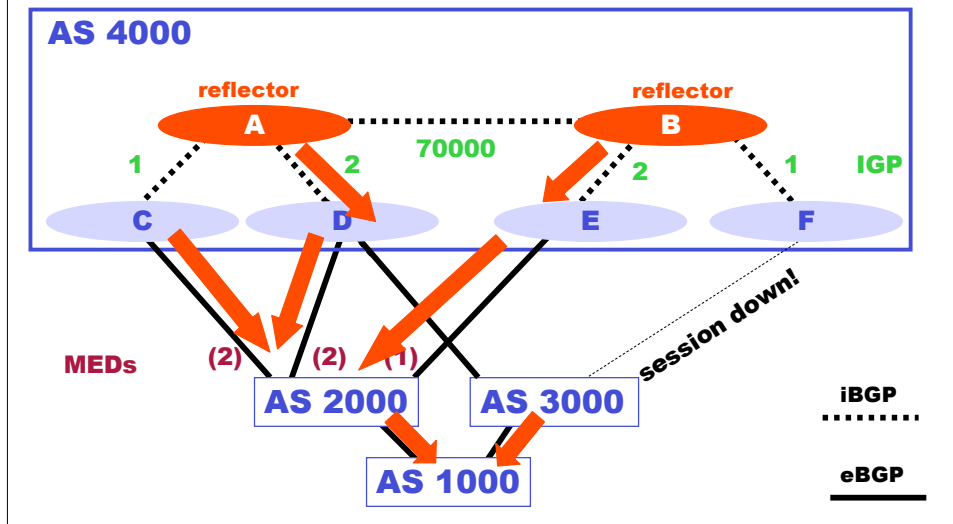 AS 4000
reflector
reflector
A
B
70000
1
2
2
1
IGP
C
D
E
F
session down!
MEDs
(2)
(2)
(1)
AS 2000
AS 3000
iBGP
AS 1000
eBGP